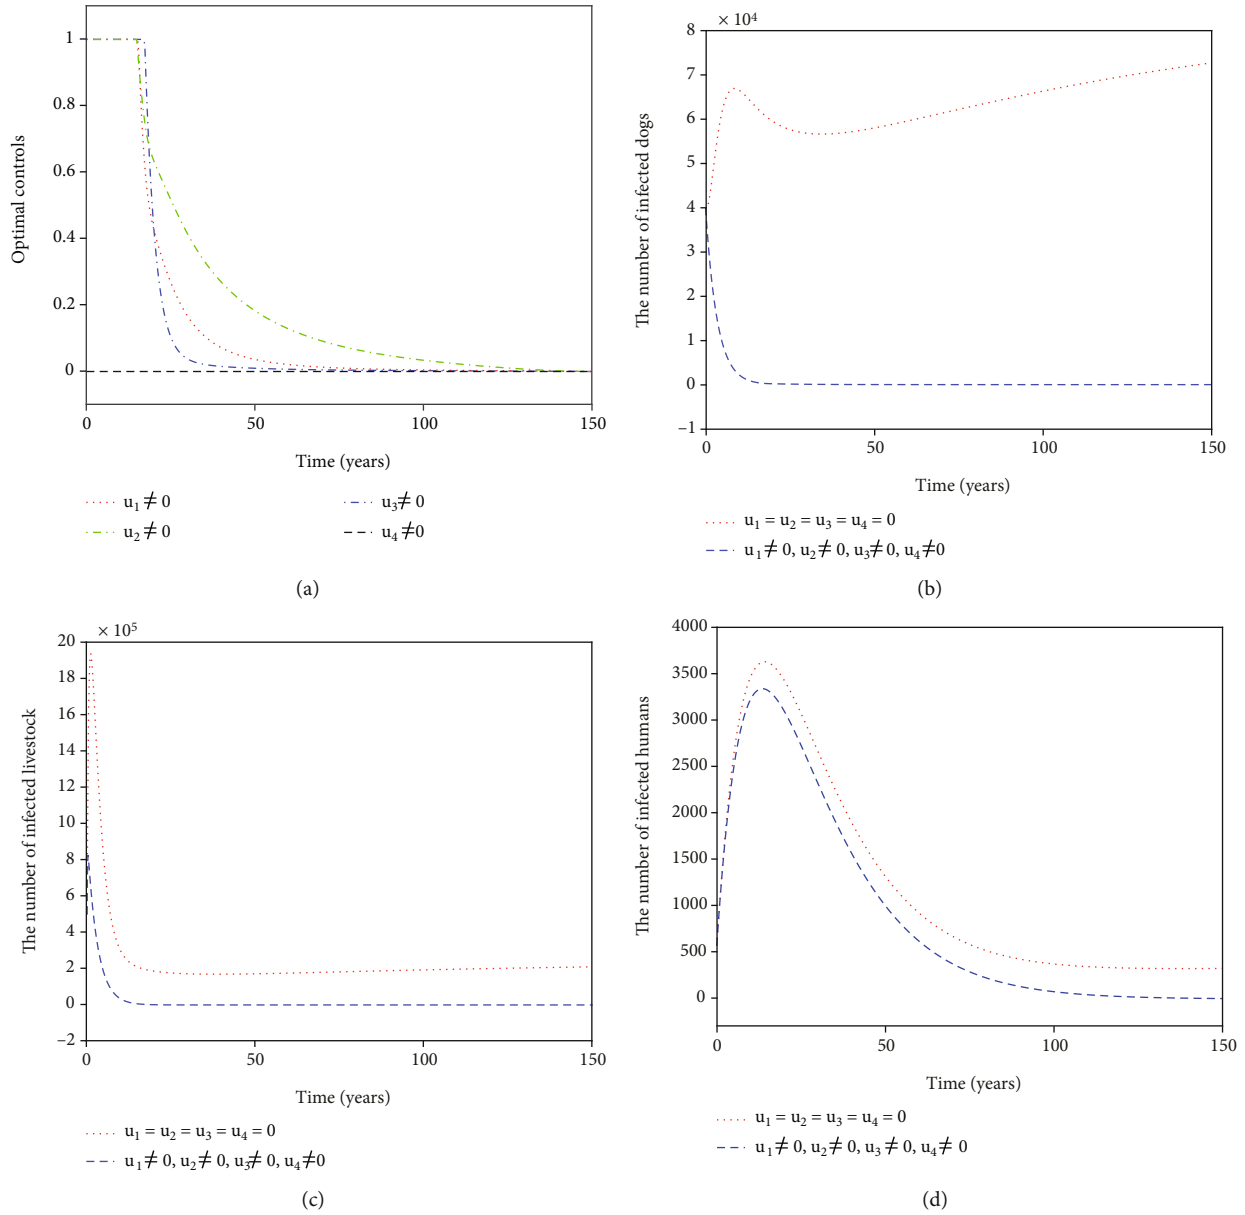 1
0.8
0.6
0.4
0.2
0
Optimal controls
0 50 100 150
Time (years)
u₁ ≠ 0
u₂ ≠ 0
u₃ ≠ 0
u₄ ≠ 0
(a)
× 10⁴
8
7
6
5
4
3
2
1
0
−1
The number of infected dogs
0 50 100 150
Time (years)
u₁ = u₂ = u₃ = u₄ = 0
u₁ ≠ 0, u₂ ≠ 0, u₃ ≠ 0, u₄ ≠ 0
(b)
× 10⁵
20
18
16
14
12
10
8
6
4
2
0
−2
The number of infected livestock
0 50 100 150
Time (years)
u₁ = u₂ = u₃ = u₄ = 0
u₁ ≠ 0, u₂ ≠ 0, u₃ ≠ 0, u₄ ≠ 0
(c)
4000
3500
3000
2500
2000
1500
1000
500
0
The number of infected humans
0 50 100 150
Time (years)
u₁ = u₂ = u₃ = u₄ = 0
u₁ ≠ 0, u₂ ≠ 0, u₃ ≠ 0, u₄ ≠ 0
(d)